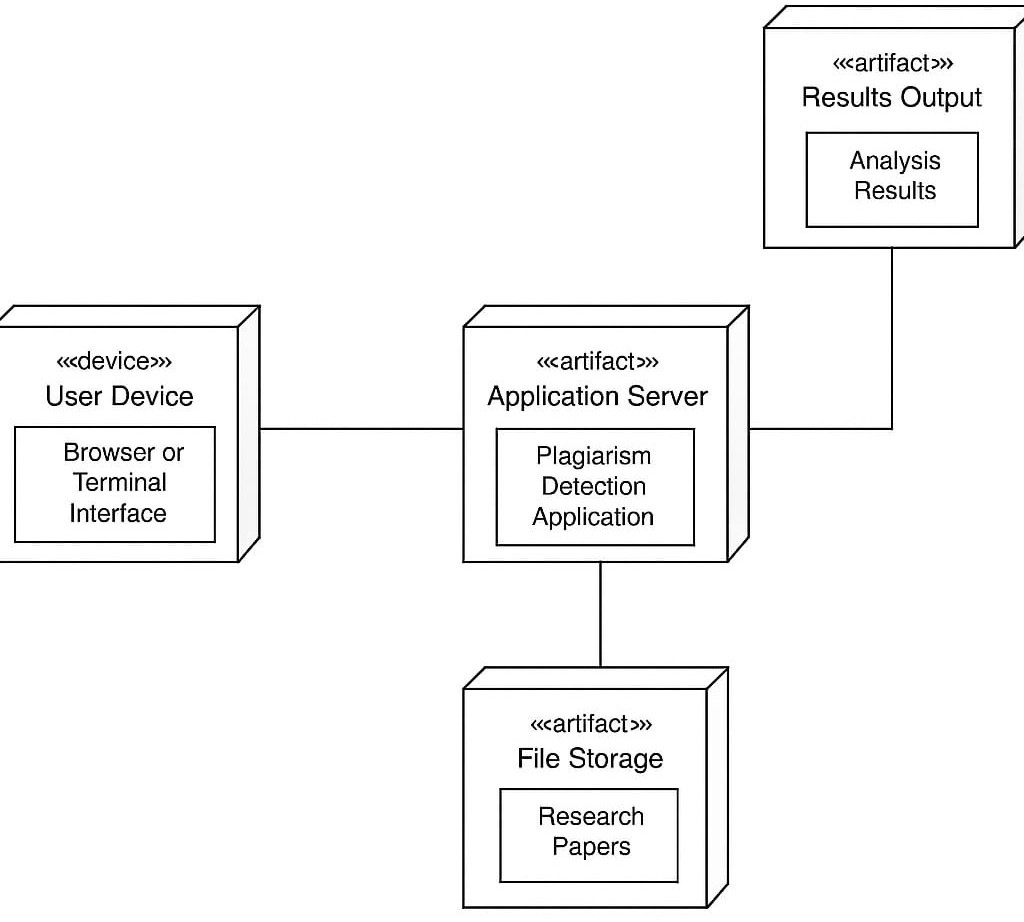 «‹artifact›»
Results Output
Analysis
Results
«‹device›»
User Device
Browser or
Terminal
Interface
«‹artifact›»
Application Server
Plagiarism
Detection
Application
«‹artifact›»
File Storage
Research
Papers